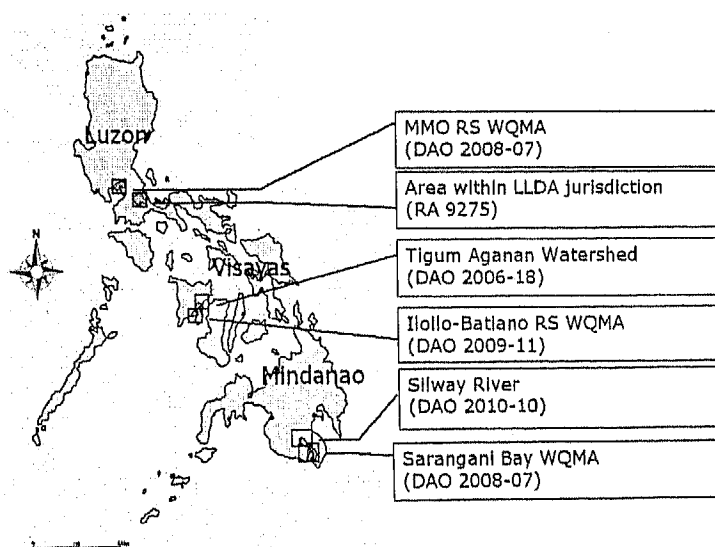 Luzon
MMO RS WQMA
(DAO 2008-07)
Area within LLDA jurisdiction
(RA 9275)
N
Visayas
Tigum Aganan Watershed
(DAO 2006-18)
Iloilo-Batiano RS WQMA
(DAO 2009-11)
Mindanao
Silway River
(DAO 2010-10)
Sarangani Bay WQMA
(DAO 2008-07)